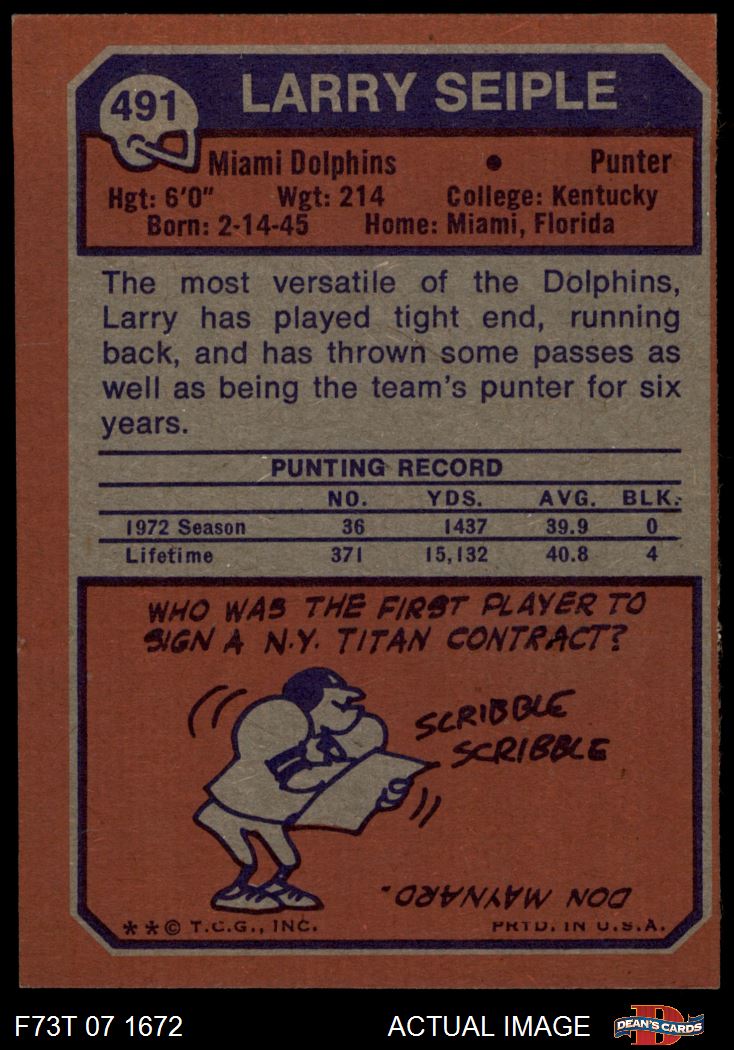 491
LARRY SEIPLE
Miami Dolphins • Punter
Hgt: 6'0" Wgt: 214 College: Kentucky
Born: 2-14-45 Home: Miami, Florida
The most versatile of the Dolphins,
Larry has played tight end, running
back, and has thrown some passes as
well as being the team's punter for six
years.
PUNTING RECORD
NO. YDS. AVG. BLK.
1972 Season 36 1437 39.9 0
Lifetime 371 15,132 40.8 4
WHO WAS THE FIRST PLAYER TO
SIGN A N.Y. TITAN CONTRACT?
SCRIBBLE
SCRIBBLE
DON MAYNARD.
**© T.C.G., INC. PRTD. IN U.S.A.
F73T 07 1672 ACTUAL IMAGE
D
DEAN'S CARDS